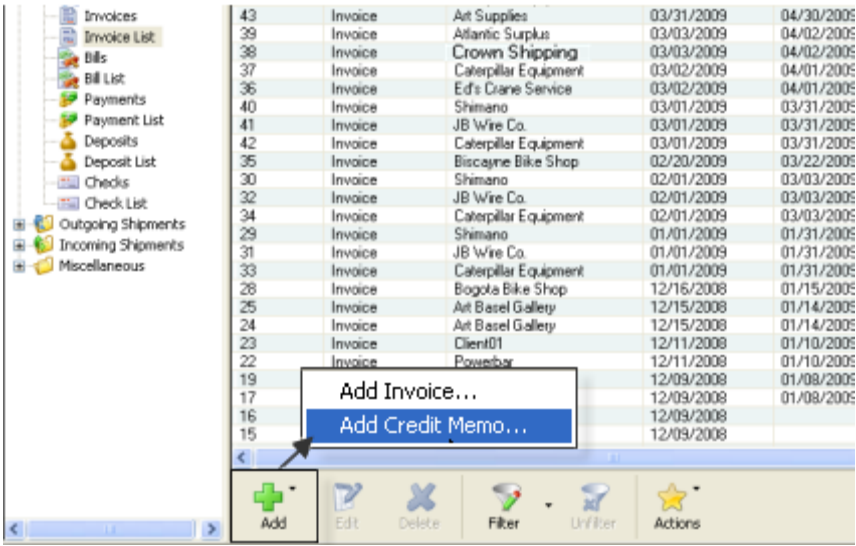 Invoices
Invoice List
Bills
Bill List
Payments
Payment List
Deposits
Deposit List
Checks
Check List
Outgoing Shipments
Incoming Shipments
Miscellaneous
43 Invoice Art Supplies 03/31/2009 04/30/2009
39 Invoice Atlantic Surplus 03/03/2009 04/02/2009
38 Invoice Crown Shipping 03/03/2009 04/02/2009
37 Invoice Caterpillar Equipment 03/02/2009 04/01/2009
36 Invoice Ed's Crane Service 03/02/2009 04/01/2009
40 Invoice Shimano 03/01/2009 03/31/2009
41 Invoice JB Wire Co. 03/01/2009 03/31/2009
42 Invoice Caterpillar Equipment 03/01/2009 03/31/2009
35 Invoice Biscayne Bike Shop 02/20/2009 03/22/2009
30 Invoice Shimano 02/01/2009 03/03/2009
32 Invoice JB Wire Co. 02/01/2009 03/03/2009
34 Invoice Caterpillar Equipment 02/01/2009 03/03/2009
29 Invoice Shimano 01/01/2009 01/31/2009
31 Invoice JB Wire Co. 01/01/2009 01/31/2009
33 Invoice Caterpillar Equipment 01/01/2009 01/31/2009
28 Invoice Bogota Bike Shop 12/16/2008 01/15/2009
25 Invoice Art Basel Gallery 12/15/2008 01/14/2009
24 Invoice Art Basel Gallery 12/15/2008 01/14/2009
23 Invoice Client01 12/11/2008 01/10/2009
22 Invoice Powerbar 12/11/2008 01/10/2009
19 12/09/2008 01/08/2009
17 12/09/2008 01/08/2009
16 12/09/2008
15 12/09/2008
Add Invoice...
Add Credit Memo...
Add Edit Delete Filter Unfilter Actions